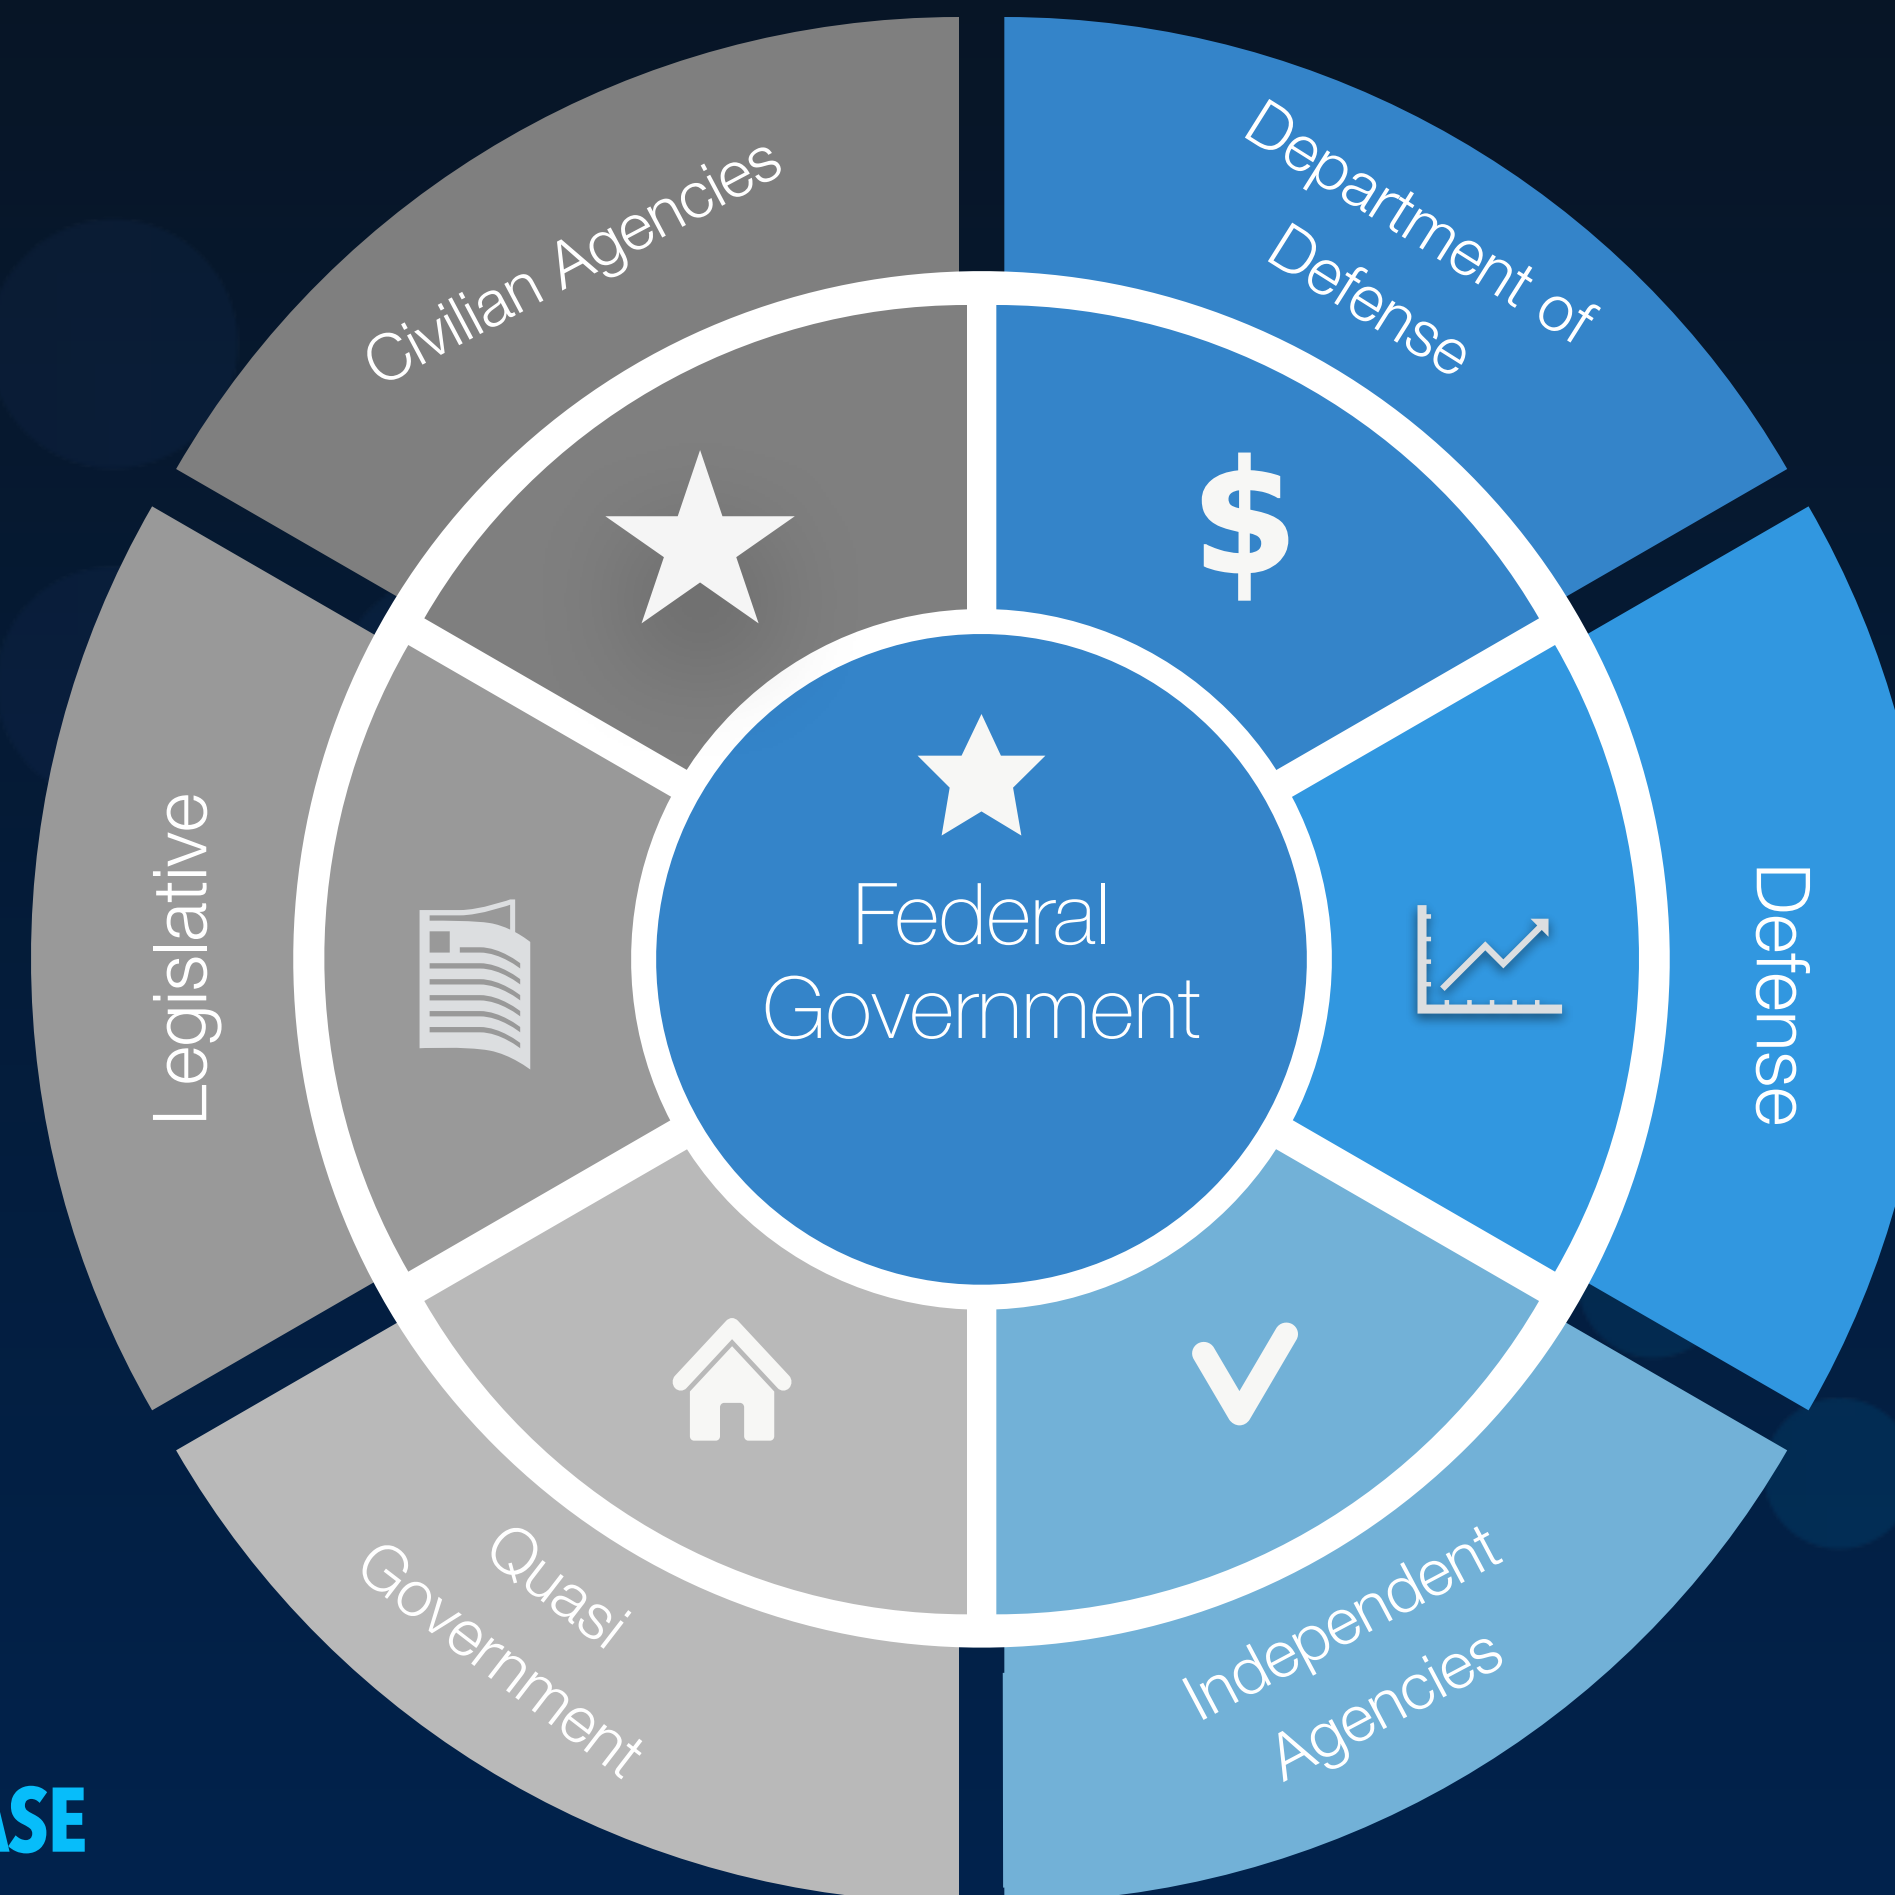 Civilian Agencies
Department of
Defense
$
Legislative
Federal
Government
Defense
Quasi
Government
Independent
Agencies
ASE